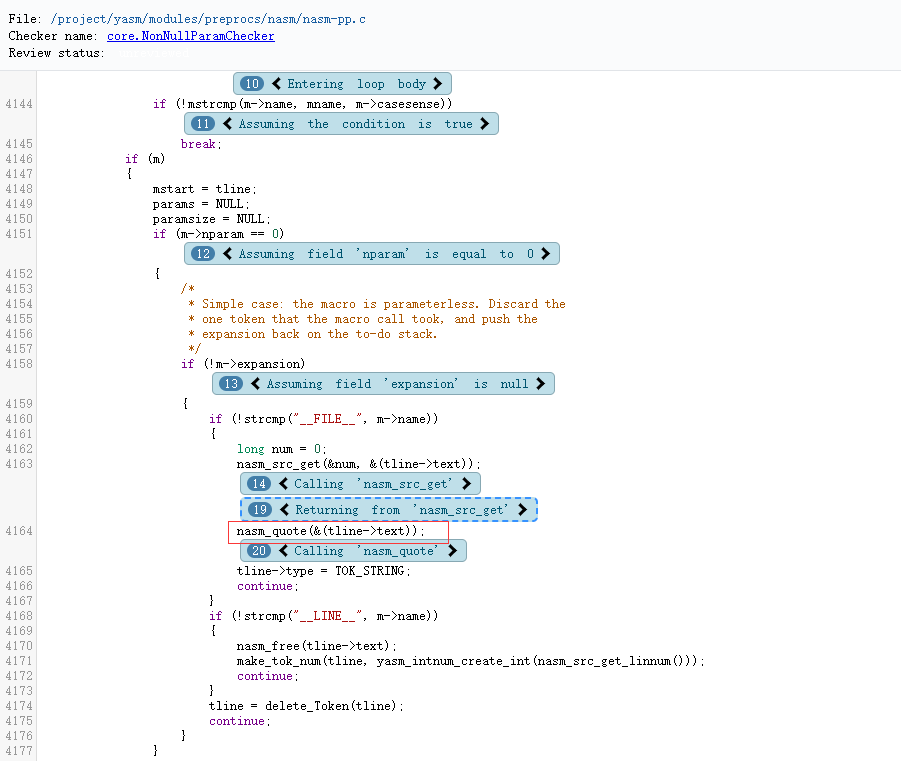 File: /project/yasm/modules/preprocs/nasm/nasm-pp.c
Checker name: core.NonNullParamChecker
Review status:
10 Entering loop body
4144 if (!mstrcmp(m->name, mname, m->casesense))
11 Assuming the condition is true
4145 break;
4146 if (m)
4147 {
4148 mstart = tline;
4149 params = NULL;
4150 paramsize = NULL;
4151 if (m->nparam == 0)
12 Assuming field 'nparam' is equal to 0
4152 {
4153 /*
4154 * Simple case: the macro is parameterless. Discard the
4155 * one token that the macro call took, and push the
4156 * expansion back on the to-do stack.
4157 */
4158 if (!m->expansion)
13 Assuming field 'expansion' is null
4159 {
4160 if (!strcmp("__FILE__", m->name))
4161 {
4162 long num = 0;
4163 nasm_src_get(&num, &(tline->text));
14 Calling 'nasm_src_get'
19 Returning from 'nasm_src_get'
4164 nasm_quote(&(tline->text));
20 Calling 'nasm_quote'
4165 tline->type = TOK_STRING;
4166 continue;
4167 }
4168 if (!strcmp("__LINE__", m->name))
4169 {
4170 nasm_free(tline->text);
4171 make_tok_num(tline, yasm_intnum_create_int(nasm_src_get_linnum()));
4172 continue;
4173 }
4174 tline = delete_Token(tline);
4175 continue;
4176 }
4177 }